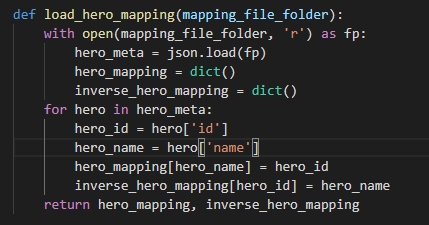 def load_hero_mapping(mapping_file_folder):
    with open(mapping_file_folder, 'r') as fp:
        hero_meta = json.load(fp)
        hero_mapping = dict()
        inverse_hero_mapping = dict()
    for hero in hero_meta:
        hero_id = hero['id']
        hero_name = hero['name']
        hero_mapping[hero_name] = hero_id
        inverse_hero_mapping[hero_id] = hero_name
    return hero_mapping, inverse_hero_mapping